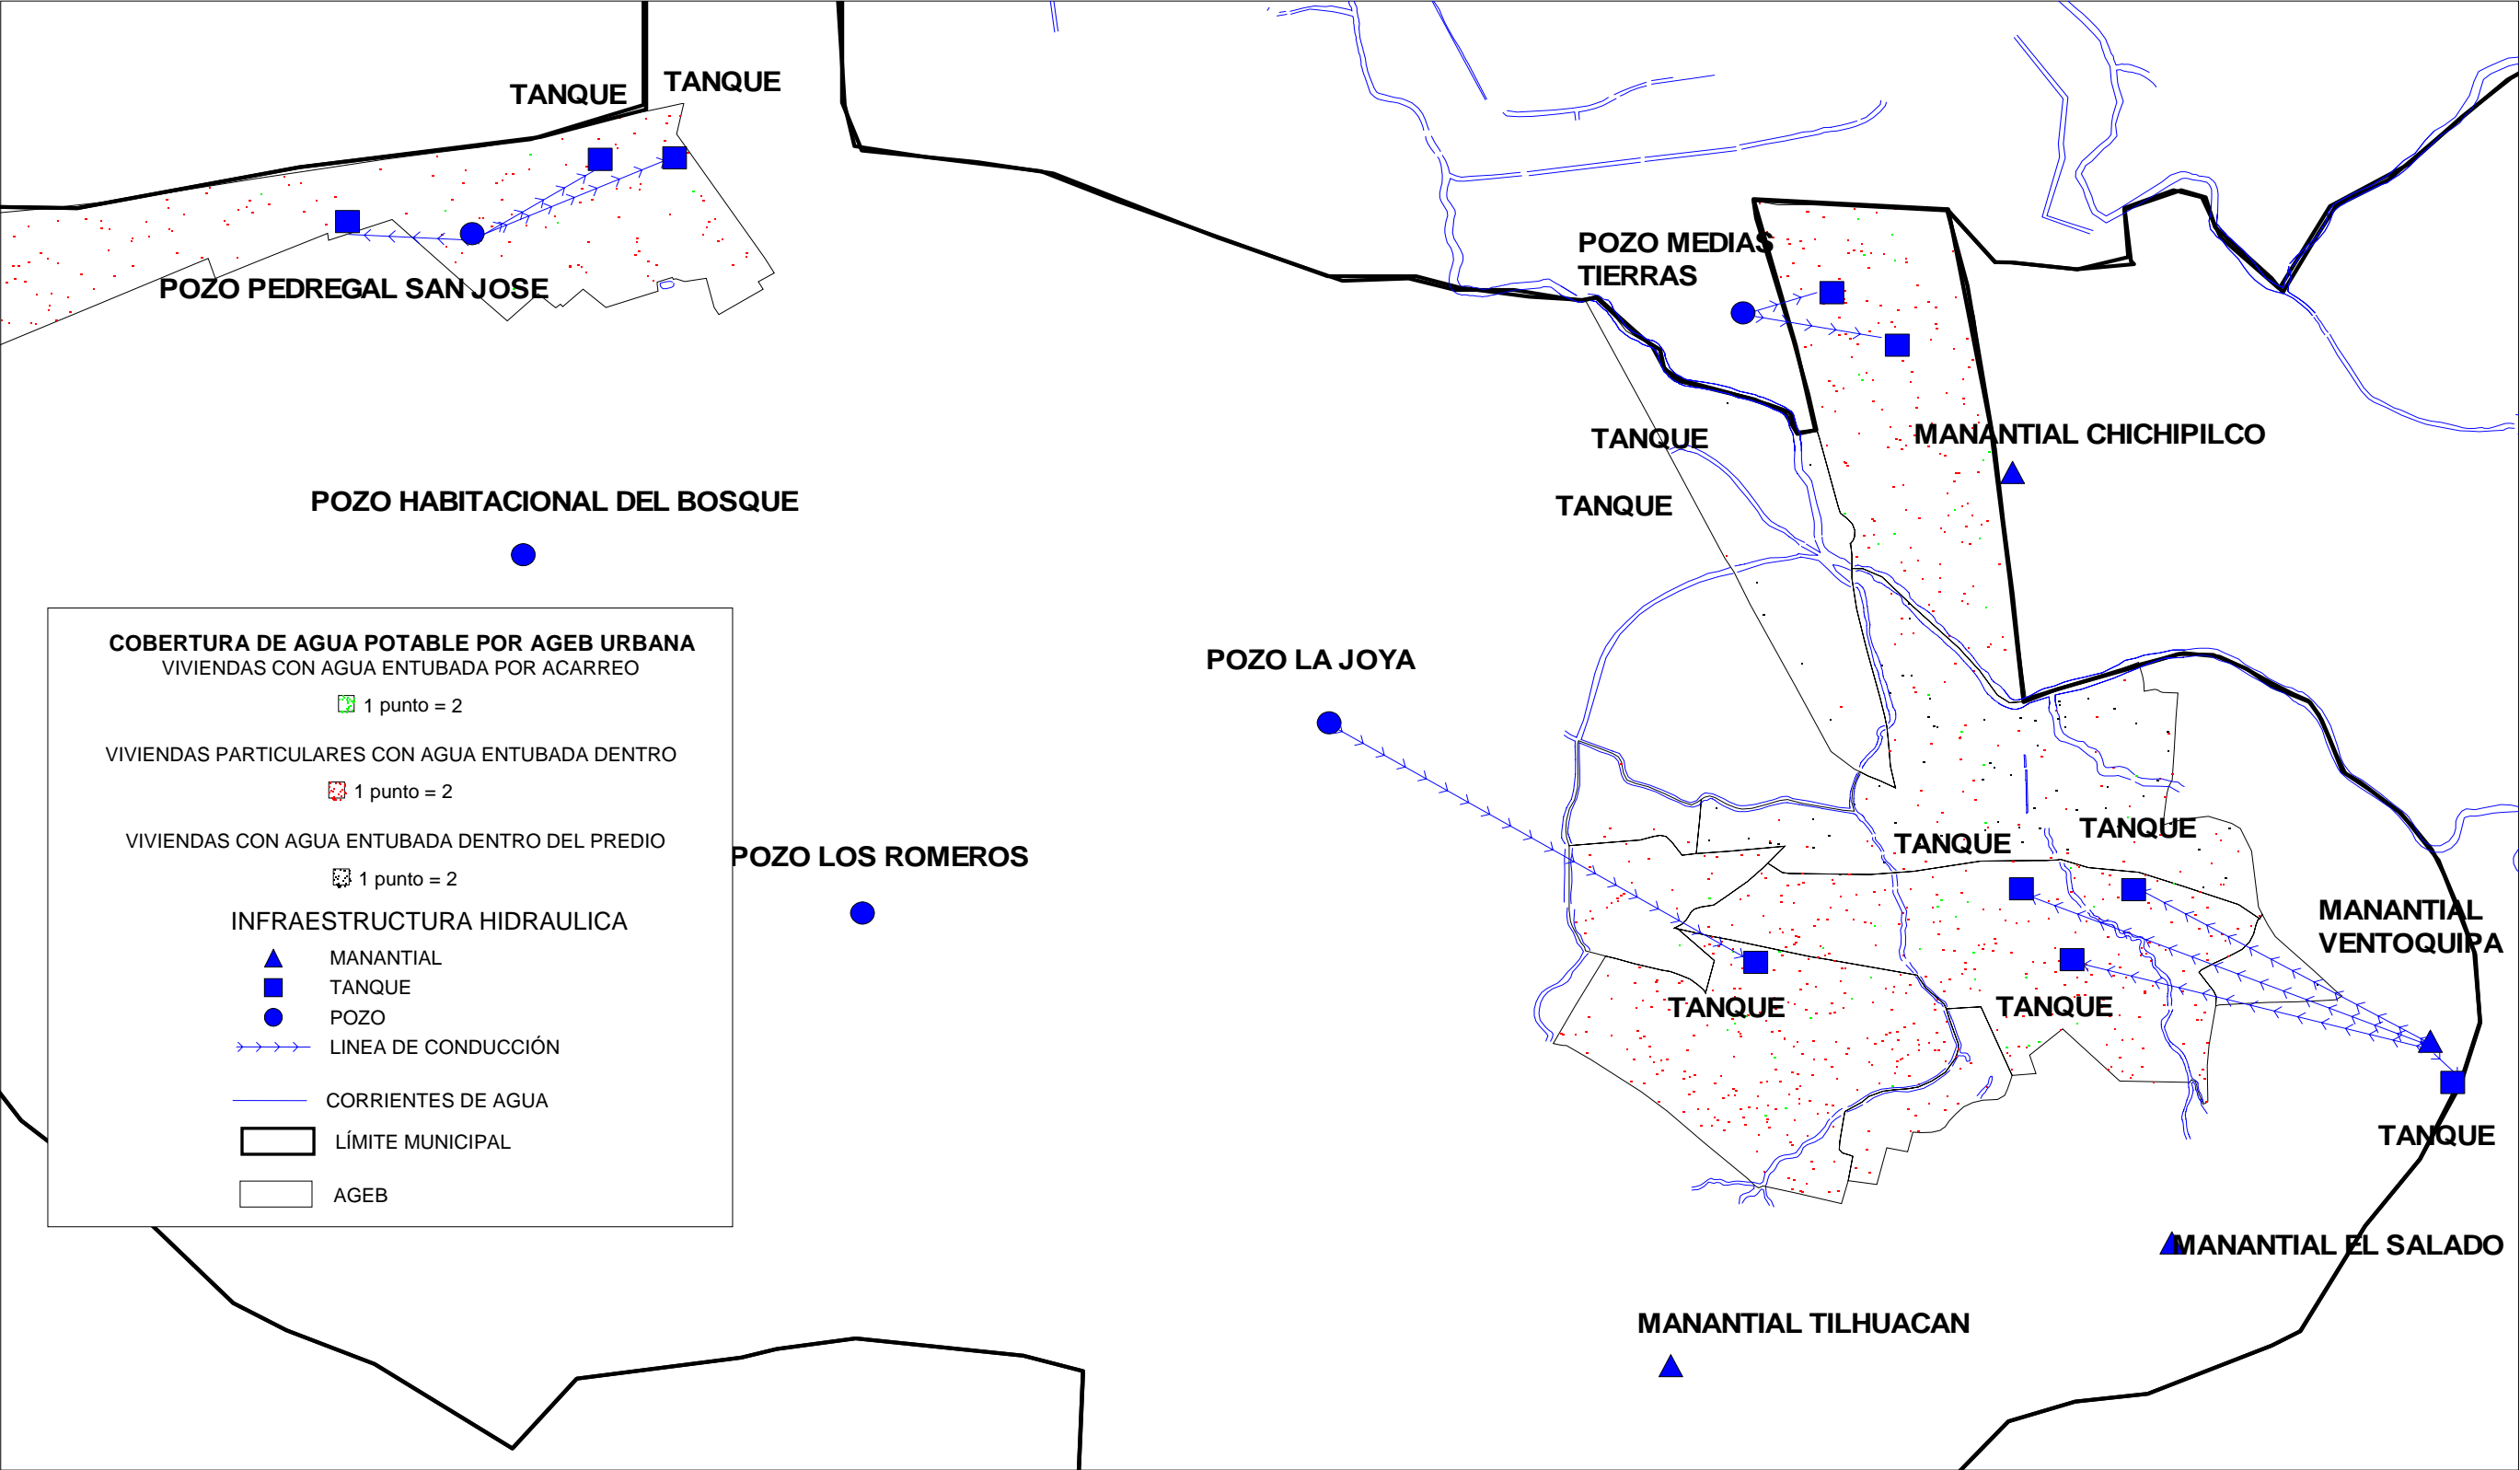 TANQUE
TANQUE
POZO PEDREGAL SAN JOSE
POZO MEDIAS
TIERRAS
TANQUE
MANANTIAL CHICHIPILCO
POZO HABITACIONAL DEL BOSQUE
TANQUE
POZO LA JOYA
POZO LOS ROMEROS
TANQUE
TANQUE
MANANTIAL
VENTOQUIPA
TANQUE
TANQUE
TANQUE
MANANTIAL EL SALADO
MANANTIAL TILHUACAN
COBERTURA DE AGUA POTABLE POR AGEB URBANA
VIVIENDAS CON AGUA ENTUBADA POR ACARREO
1 punto = 2
VIVIENDAS PARTICULARES CON AGUA ENTUBADA DENTRO
1 punto = 2
VIVIENDAS CON AGUA ENTUBADA DENTRO DEL PREDIO
1 punto = 2
INFRAESTRUCTURA HIDRAULICA
MANANTIAL
TANQUE
POZO
LINEA DE CONDUCCIÓN
CORRIENTES DE AGUA
LÍMITE MUNICIPAL
AGEB